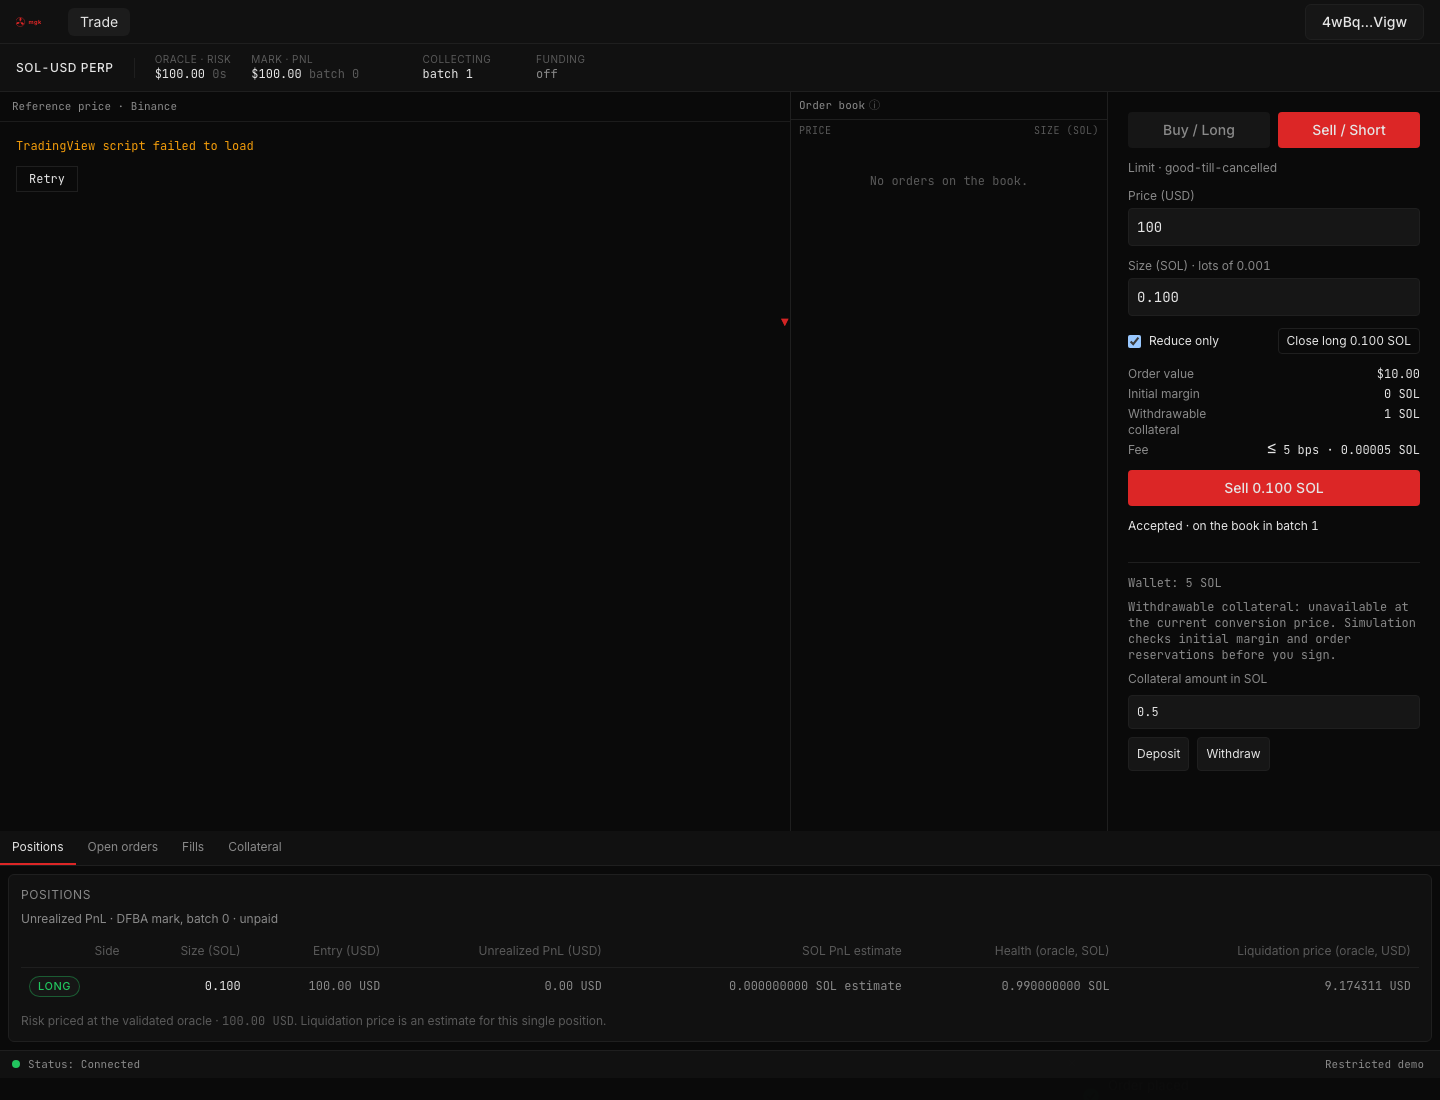 Trade
4wBq...Vigw
SOL-USD PERP
ORACLE · RISK
$100.00 0s
MARK · PNL
$100.00 batch 0
COLLECTING
batch 1
FUNDING
off
Reference price · Binance
TradingView script failed to load
Retry
Order book ⓘ
PRICE
SIZE (SOL)
No orders on the book.
Buy / Long
Sell / Short
Limit · good-till-cancelled
Price (USD)
100
Size (SOL) · lots of 0.001
0.100
Reduce only
Close long 0.100 SOL
Order value
$10.00
Initial margin
0 SOL
Withdrawable
collateral
1 SOL
Fee
≤ 5 bps · 0.00005 SOL
Sell 0.100 SOL
Accepted · on the book in batch 1
Wallet: 5 SOL
Withdrawable collateral: unavailable at
the current conversion price. Simulation
checks initial margin and order
reservations before you sign.
Collateral amount in SOL
0.5
Deposit
Withdraw
Positions
Open orders
Fills
Collateral
POSITIONS
Unrealized PnL · DFBA mark, batch 0 · unpaid
Side Size (SOL) Entry (USD) Unrealized PnL (USD) SOL PnL estimate Health (oracle, SOL) Liquidation price (oracle, USD)
LONG 0.100 100.00 USD 0.00 USD 0.000000000 SOL estimate 0.990000000 SOL 9.174311 USD
Risk priced at the validated oracle · 100.00 USD. Liquidation price is an estimate for this single position.
Status: Connected
Restricted demo